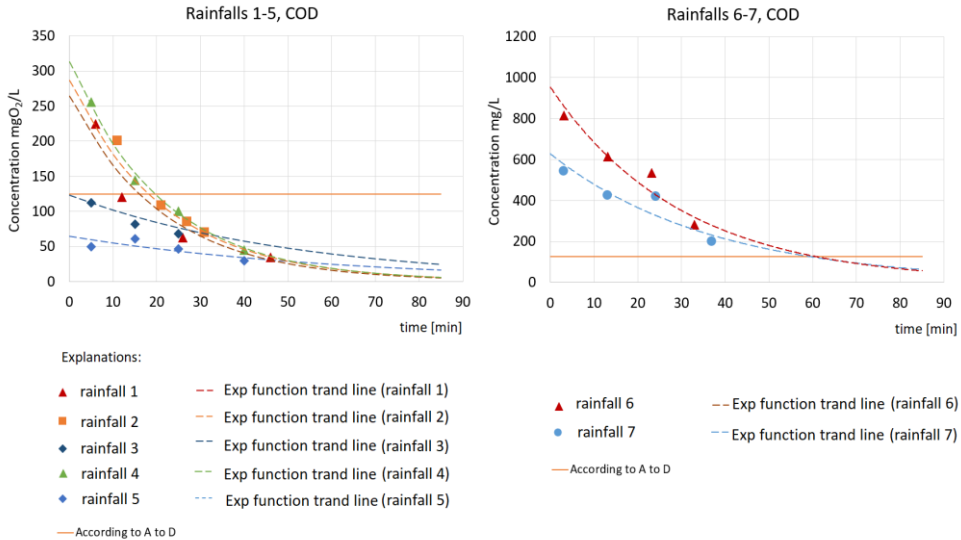 Rainfalls 1-5, COD
Concentration mgO₂/L
350
300
250
200
150
100
50
0
0 10 20 30 40 50 60 70 80 90
time [min]
Rainfalls 6-7, COD
Concentration mg/L
1200
1000
800
600
400
200
0
0 10 20 30 40 50 60 70 80 90
time [min]
Explanations:
rainfall 1 Exp function trand line (rainfall 1)
rainfall 2 Exp function trand line (rainfall 2)
rainfall 3 Exp function trand line (rainfall 3)
rainfall 4 Exp function trand line (rainfall 4)
rainfall 5 Exp function trand line (rainfall 5)
According to A to D
rainfall 6 Exp function trand line (rainfall 6)
rainfall 7 Exp function trand line (rainfall 7)
According to A to D